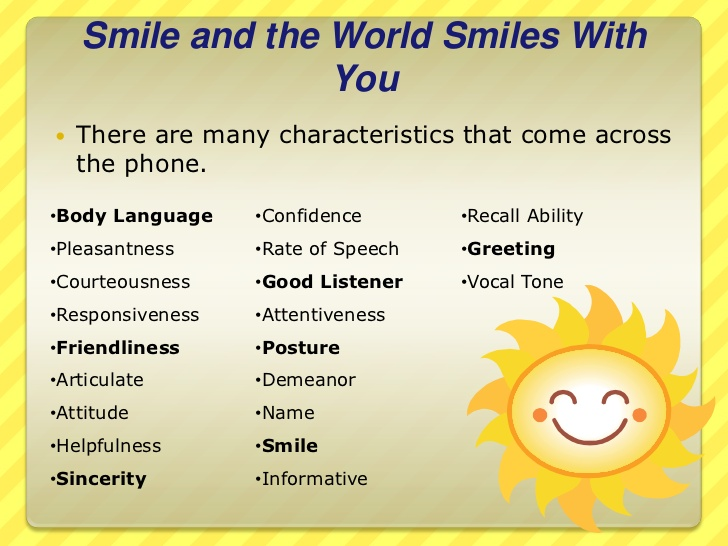 Smile and the World Smiles With
You
• There are many characteristics that come across
the phone.
•Body Language
•Pleasantness
•Courteousness
•Responsiveness
•Friendliness
•Articulate
•Attitude
•Helpfulness
•Sincerity
•Confidence
•Rate of Speech
•Good Listener
•Attentiveness
•Posture
•Demeanor
•Name
•Smile
•Informative
•Recall Ability
•Greeting
•Vocal Tone